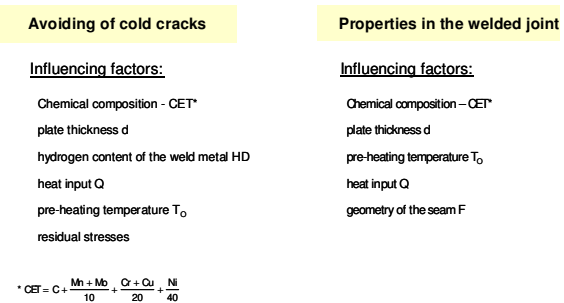 Avoiding of cold cracks
Influencing factors:
Chemical composition - CET*
plate thickness d
hydrogen content of the weld metal HD
heat input Q
pre-heating temperature TO
residual stresses
* CET = C + (Mn + Mo)/10 + (Cr + Cu)/20 + Ni/40
Properties in the welded joint
Influencing factors:
Chemical composition – CET*
plate thickness d
pre-heating temperature TO
heat input Q
geometry of the seam F